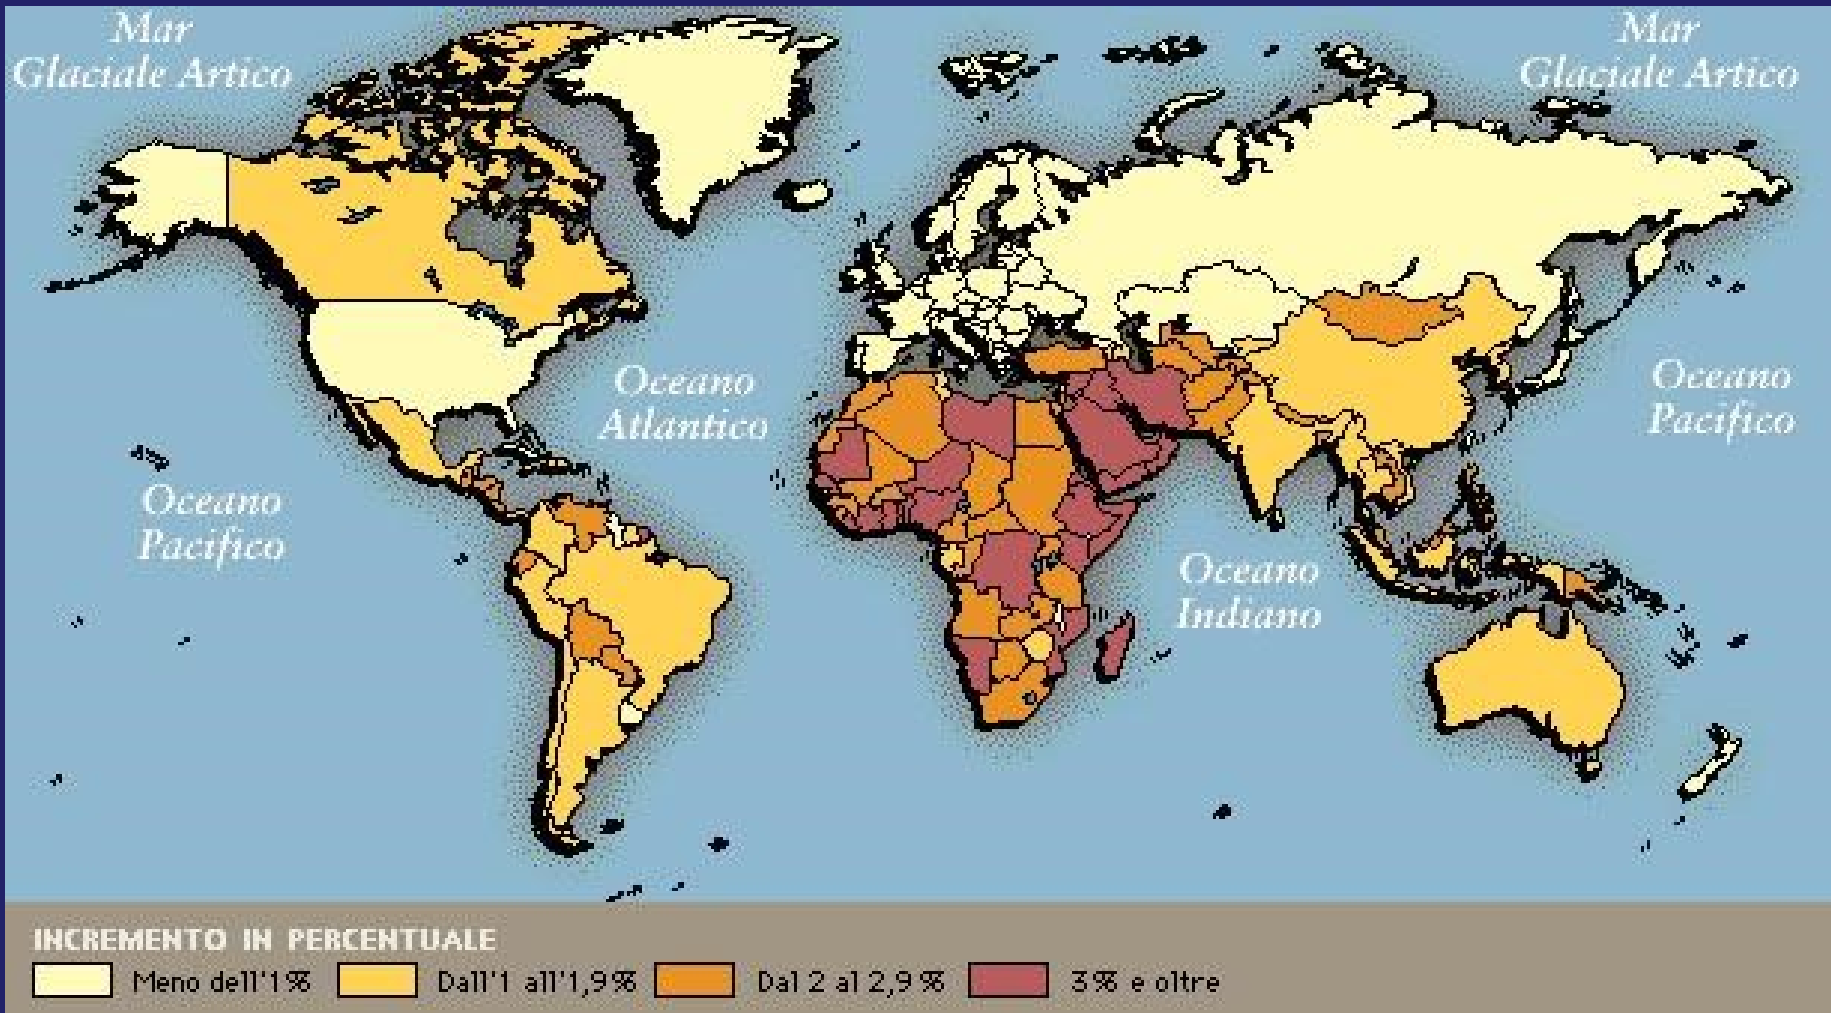 Mar
Glaciale Artico
Mar
Glaciale Artico
Oceano
Atlantico
Oceano
Pacifico
Oceano
Pacifico
Oceano
Indiano
INCREMENTO IN PERCENTUALE
Meno dell'1%
Dall'1 all'1,9%
Dal 2 al 2,9%
3% e oltre